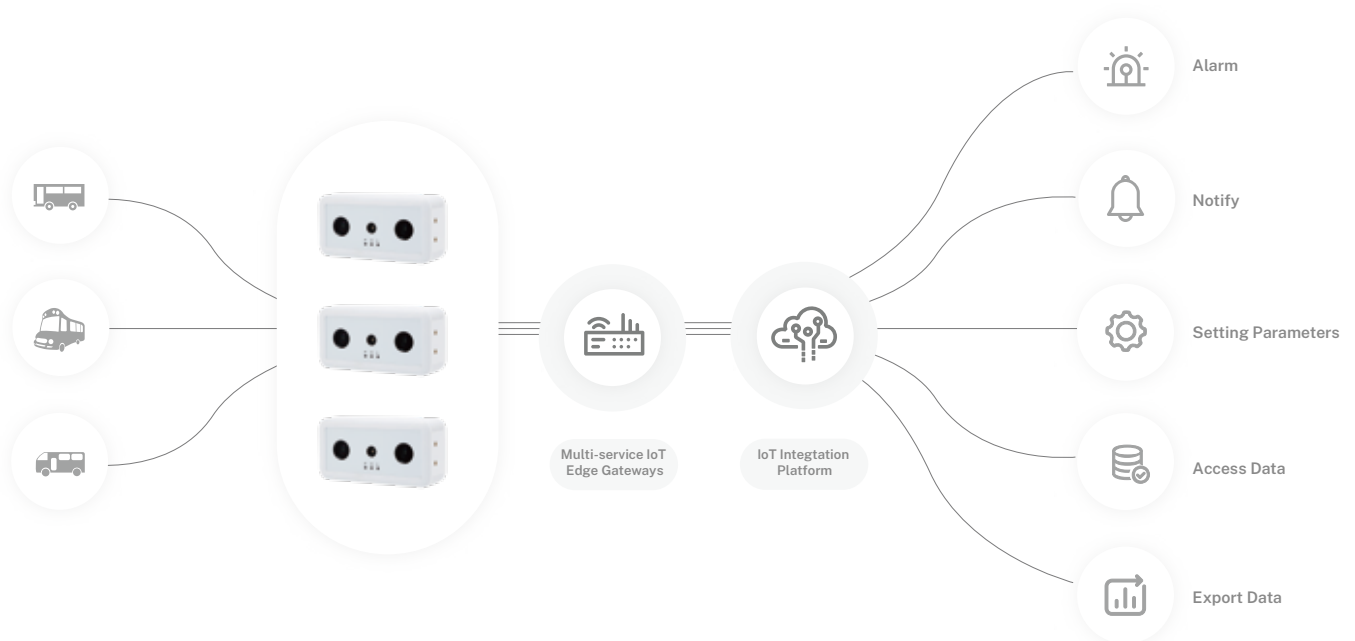 Alarm
Notify
Setting Parameters
Multi-service IoT
Edge Gateways
IoT Integtation
Platform
Access Data
Export Data